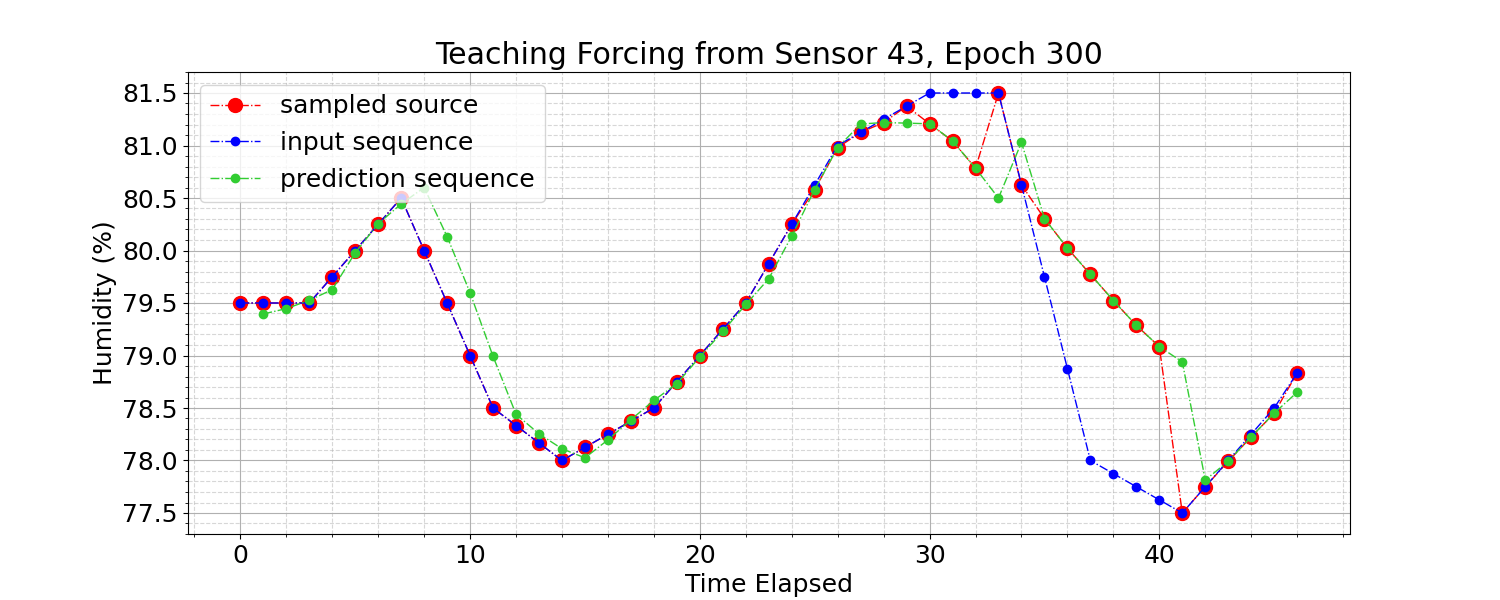 Teaching Forcing from Sensor 43, Epoch 300
sampled source
input sequence
prediction sequence
Humidity (%)
81.5
81.0
80.5
80.0
79.5
79.0
78.5
78.0
77.5
0 10 20 30 40
Time Elapsed